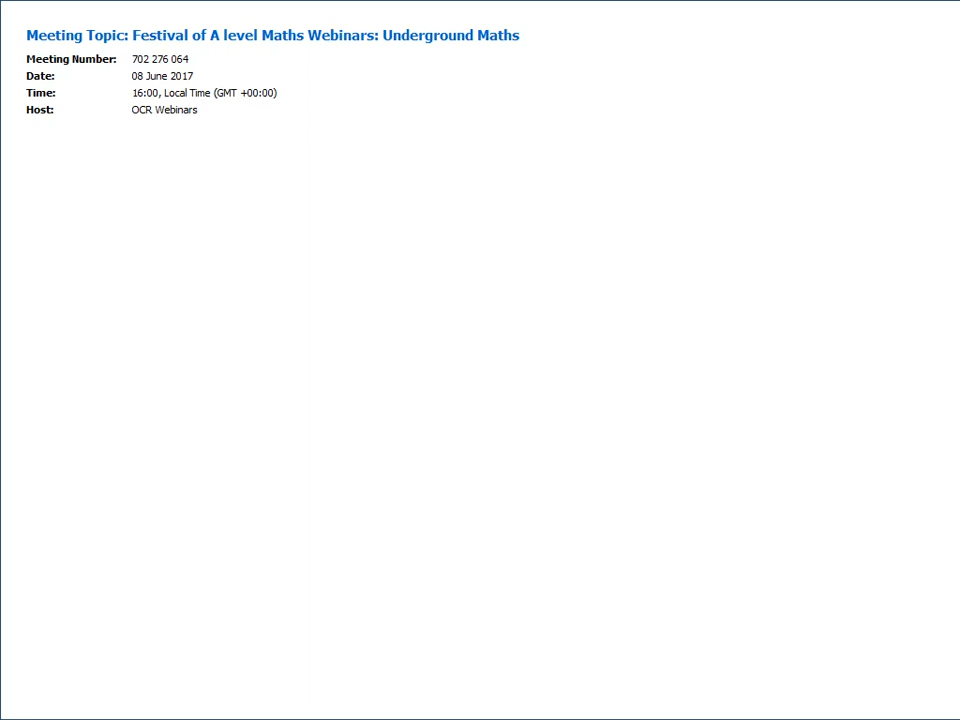 Meeting Topic: Festival of A level Maths Webinars: Underground Maths
Meeting Number: 702 276 064
Date: 08 June 2017
Time: 16:00, Local Time (GMT +00:00)
Host: OCR Webinars